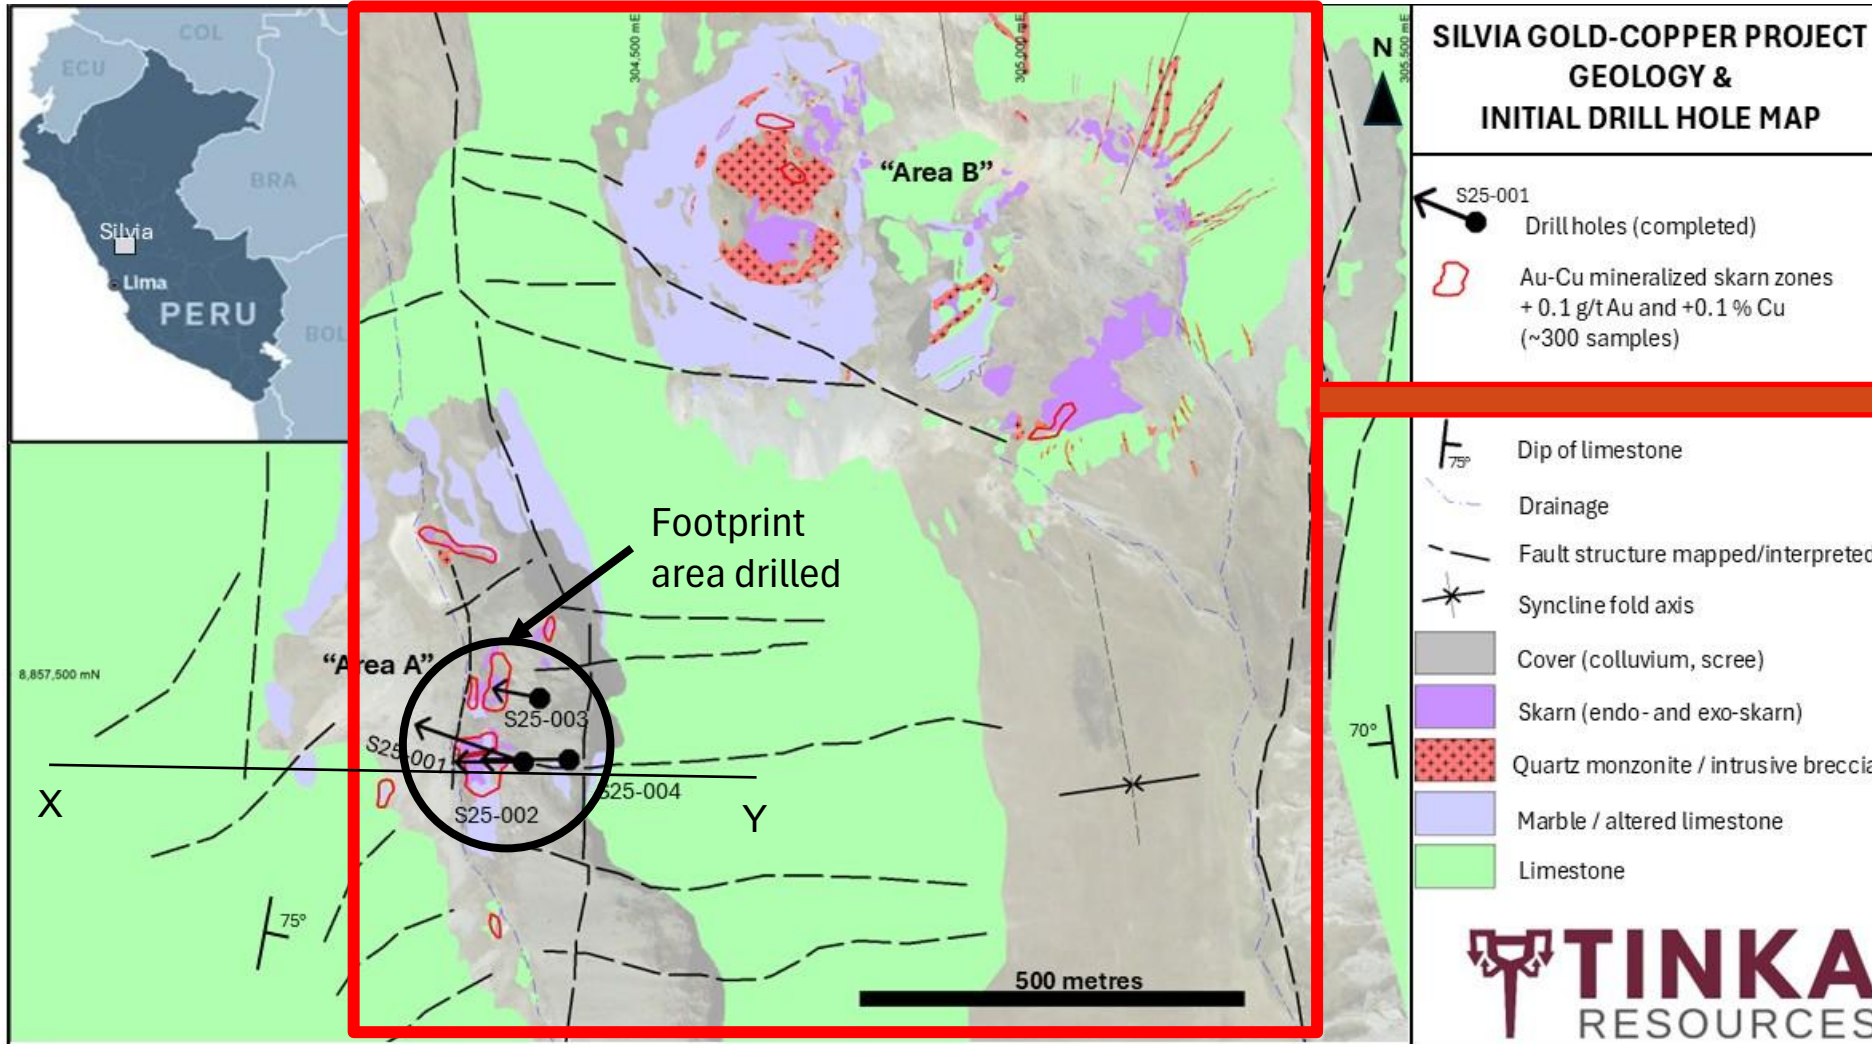 COL
ECU
BRA
Silvia
Lima
PERU
BOL
304,500 mE
305,000 mE
305,500 mE
N
"Area B"
Footprint
area drilled
8,857,500 mN
"Area A"
S25-003
S25-001
S25-004
S25-002
X
Y
70°
75°
500 metres
SILVIA GOLD-COPPER PROJECT
GEOLOGY &
INITIAL DRILL HOLE MAP
S25-001
Drill holes (completed)
Au-Cu mineralized skarn zones
+ 0.1 g/t Au and +0.1 % Cu
(~300 samples)
75°
Dip of limestone
Drainage
Fault structure mapped/interpreted
Syncline fold axis
Cover (colluvium, scree)
Skarn (endo- and exo-skarn)
Quartz monzonite / intrusive breccia
Marble / altered limestone
Limestone
TINKA
RESOURCES